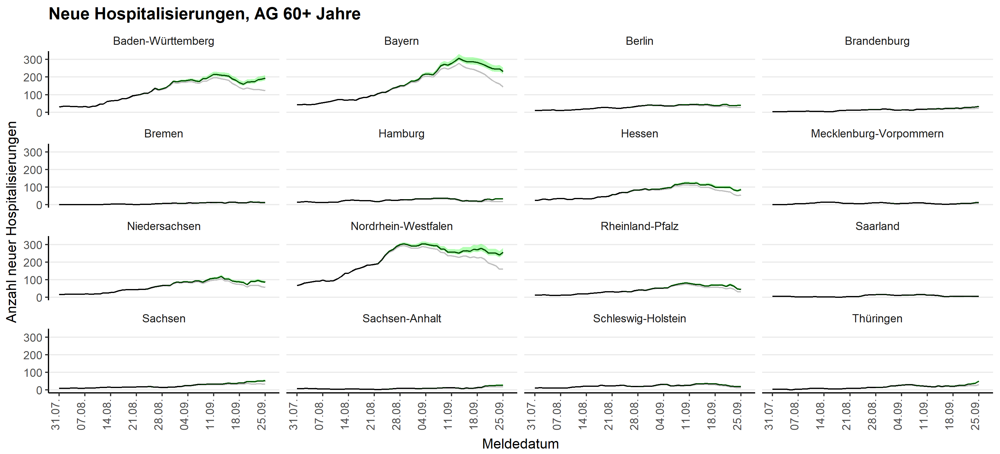 Neue Hospitalisierungen, AG 60+ Jahre
Baden-Württemberg
Bayern
Berlin
Brandenburg
300
200
100
0
Bremen
Hamburg
Hessen
Mecklenburg-Vorpommern
300
200
100
0
Niedersachsen
Nordrhein-Westfalen
Rheinland-Pfalz
Saarland
300
200
100
0
Sachsen
Sachsen-Anhalt
Schleswig-Holstein
Thüringen
300
200
100
0
Anzahl neuer Hospitalisierungen
31.07. 07.08. 14.08. 21.08. 28.08. 04.09. 11.09. 18.09. 25.09.
31.07. 07.08. 14.08. 21.08. 28.08. 04.09. 11.09. 18.09. 25.09.
31.07. 07.08. 14.08. 21.08. 28.08. 04.09. 11.09. 18.09. 25.09.
31.07. 07.08. 14.08. 21.08. 28.08. 04.09. 11.09. 18.09. 25.09.
Meldedatum